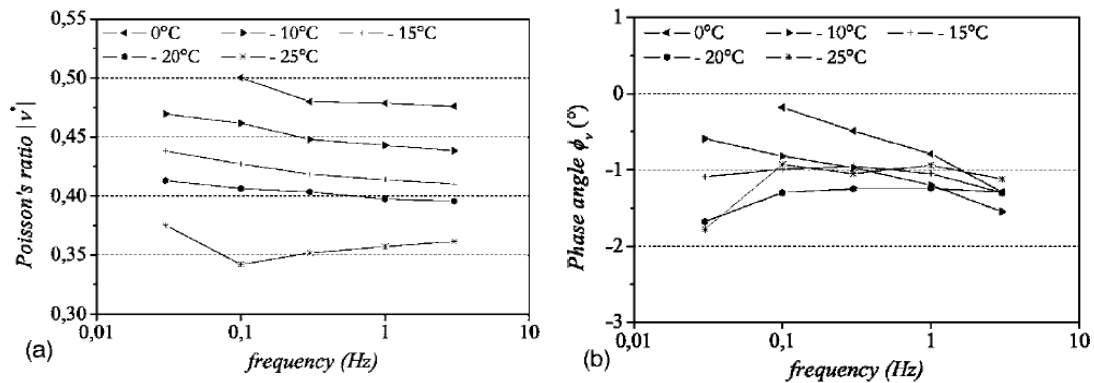 0°C - 10°C - 15°C
- 20°C - 25°C
0,55
0,50
0,45
0,40
0,35
0,30
0,01 0,1 1 10
Poisson's ratio |ν*|
frequency (Hz)
(a)
0°C - 10°C - 15°C
- 20°C - 25°C
1
0
−1
−2
−3
0,01 0,1 1 10
Phase angle ϕν (°)
frequency (Hz)
(b)